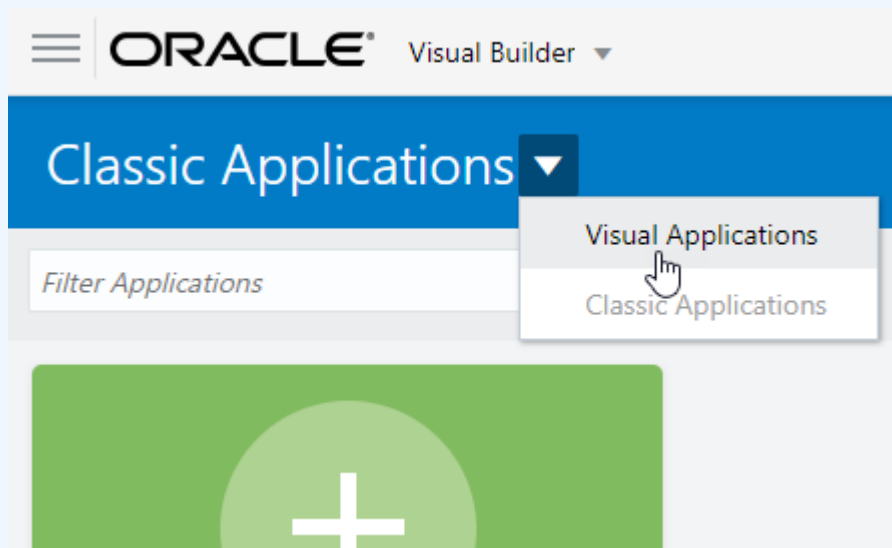 ORACLE® Visual Builder
Classic Applications
Visual Applications
Filter Applications
Classic Applications